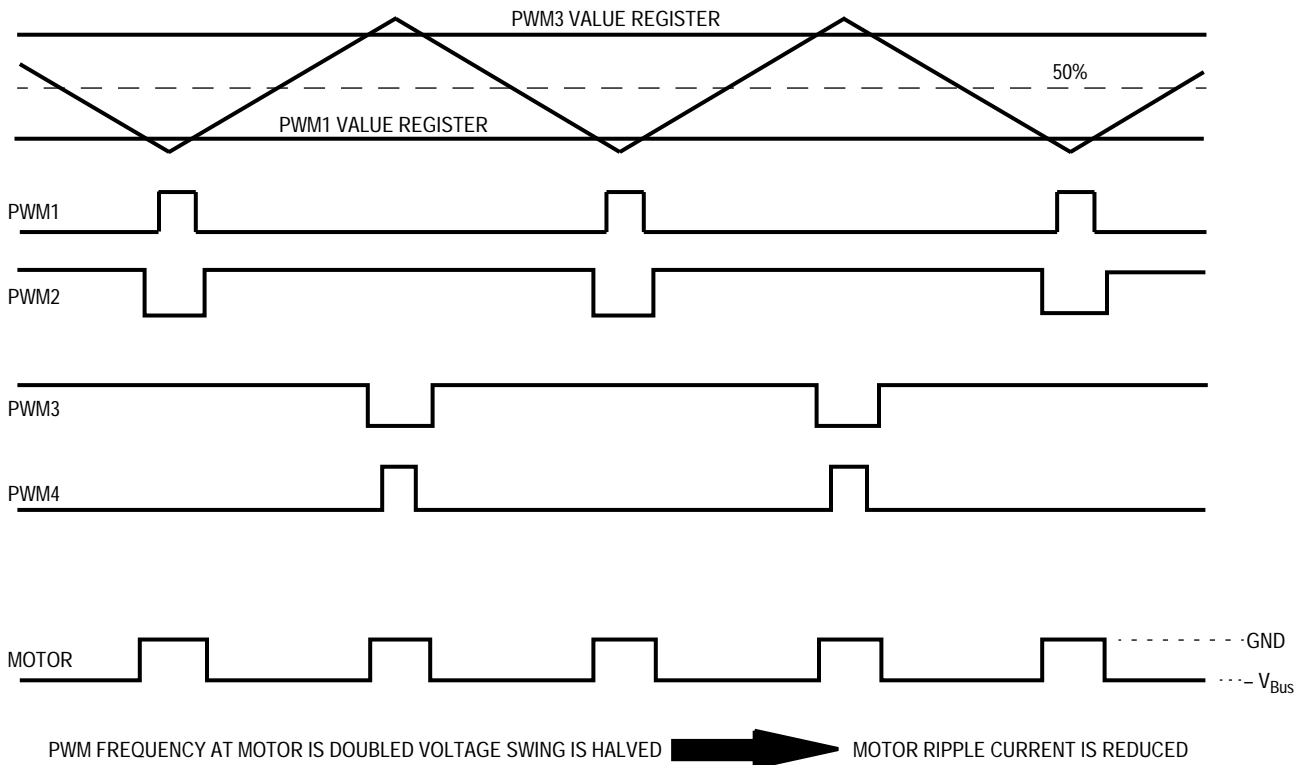 PWM3 VALUE REGISTER
50%
PWM1 VALUE REGISTER
PWM1
PWM2
PWM3
PWM4
MOTOR
GND
– VBus
PWM FREQUENCY AT MOTOR IS DOUBLED VOLTAGE SWING IS HALVED
MOTOR RIPPLE CURRENT IS REDUCED